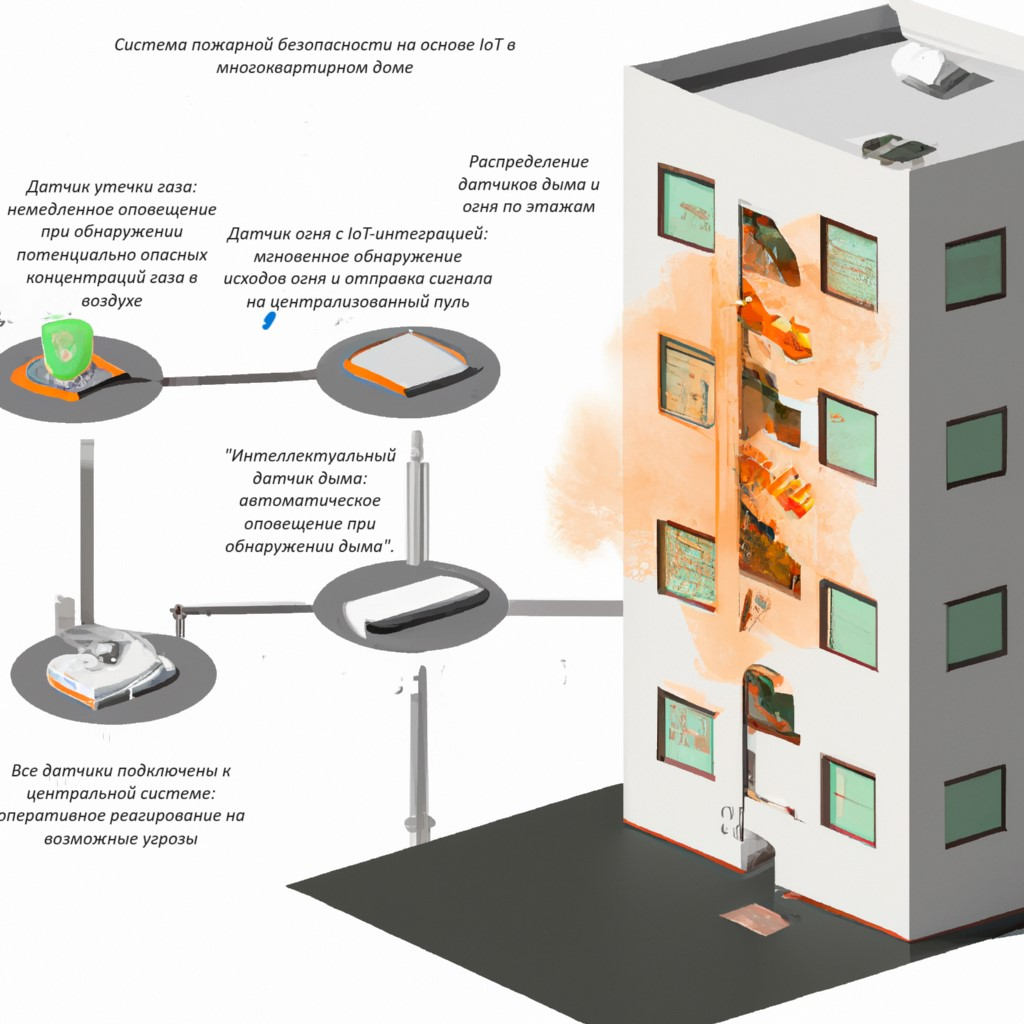 Система пожарной безопасности на основе IoT в
многоквартирном доме
Распределение
датчиков дыма и
огня по этажам
Датчик утечки газа:
немедленное оповещение
при обнаружении
потенциально опасных
концентраций газа в
воздухе
Датчик огня с IoT-интеграцией:
мгновенное обнаружение
исходов огня и отправка сигнала
на централизованный пуль
"Интеллектуальный
датчик дыма:
автоматическое
оповещение при
обнаружении дыма".
Все датчики подключены к
центральной системе:
оперативное реагирование на
возможные угрозы